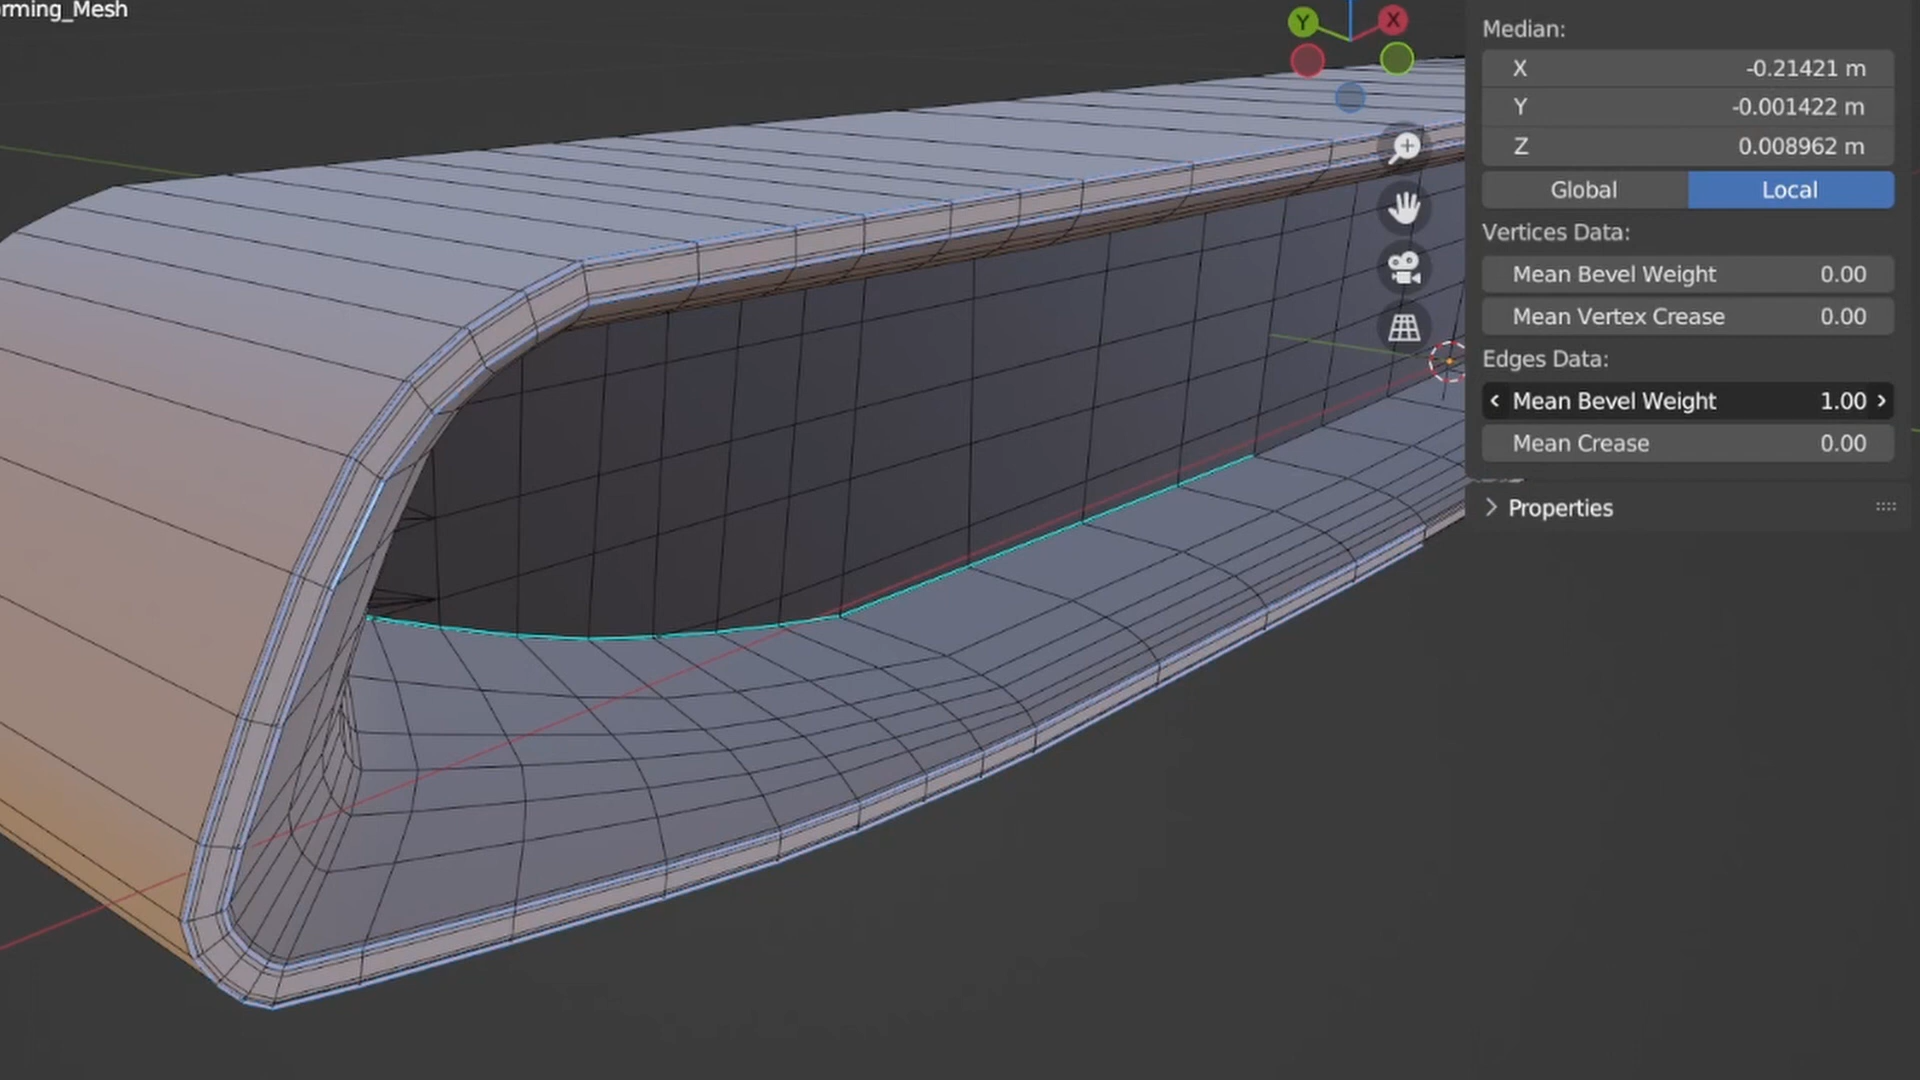 rming_Mesh
Y
X
Median:
X -0.21421 m
Y -0.001422 m
Z 0.008962 m
Global Local
Vertices Data:
Mean Bevel Weight 0.00
Mean Vertex Crease 0.00
Edges Data:
Mean Bevel Weight 1.00
Mean Crease 0.00
Properties